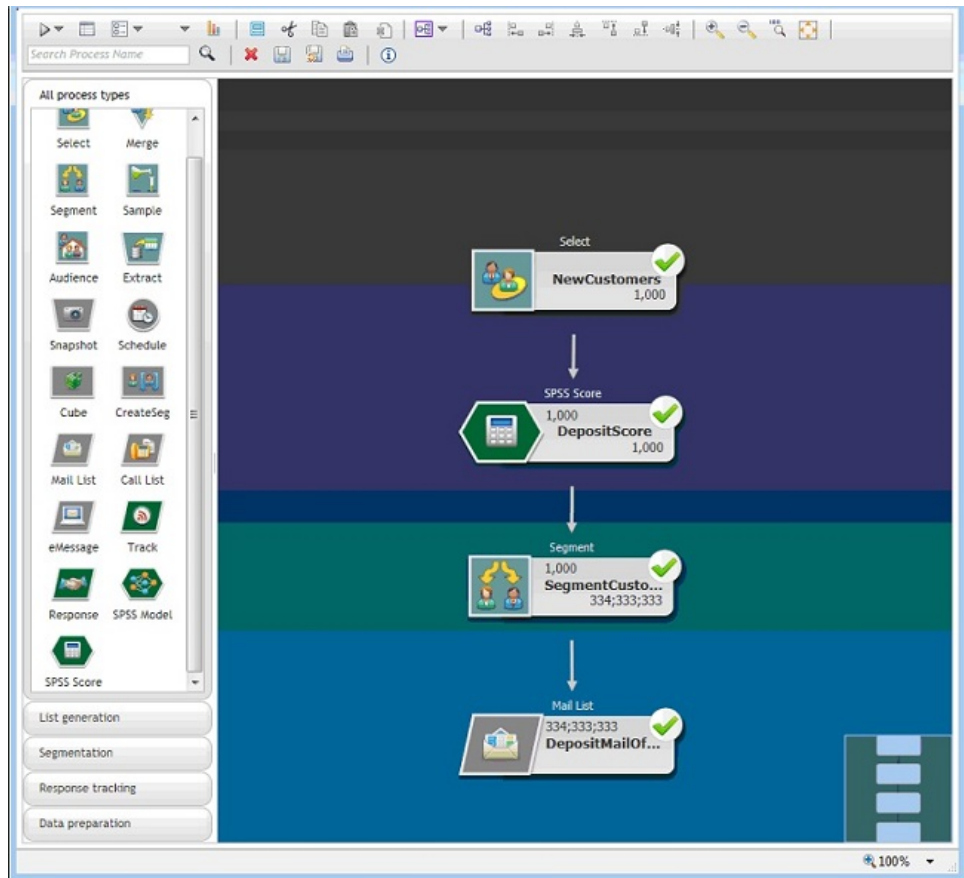 Search Process Name
All process types
Select Merge
Segment Sample
Audience Extract
Snapshot Schedule
Cube CreateSeg
Mail List Call List
eMessage Track
Response SPSS Model
SPSS Score
List generation
Segmentation
Response tracking
Data preparation
Select
NewCustomers
1,000
SPSS Score
1,000
DepositScore
1,000
Segment
1,000
SegmentCusto...
334;333;333
Mail List
334;333;333
DepositMailOf...
100%